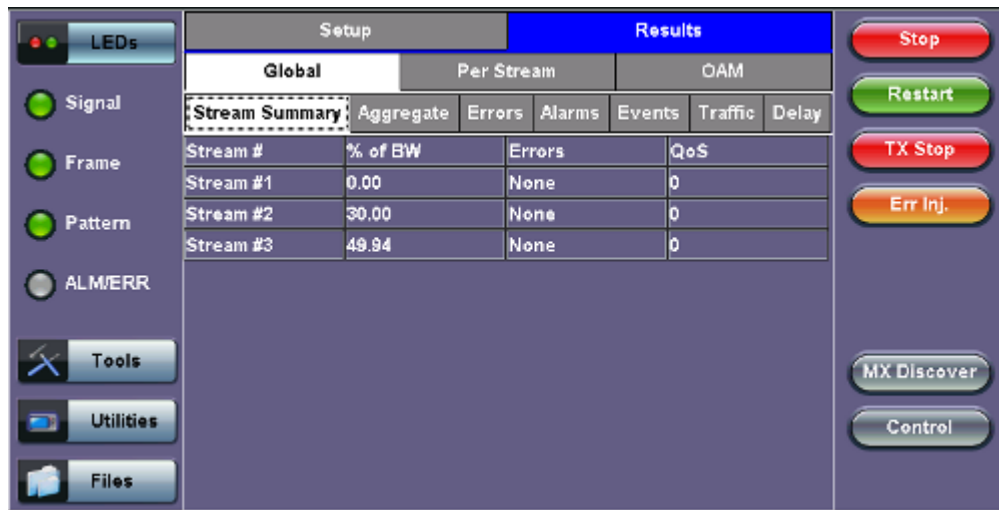 LEDs
Signal
Frame
Pattern
ALM/ERR
Tools
Utilities
Files
Setup Results
Global Per Stream OAM
Stream Summary Aggregate Errors Alarms Events Traffic Delay
Stream # % of BW Errors QoS
Stream #1 0.00 None 0
Stream #2 30.00 None 0
Stream #3 49.94 None 0
Stop
Restart
TX Stop
Err Inj.
MX Discover
Control